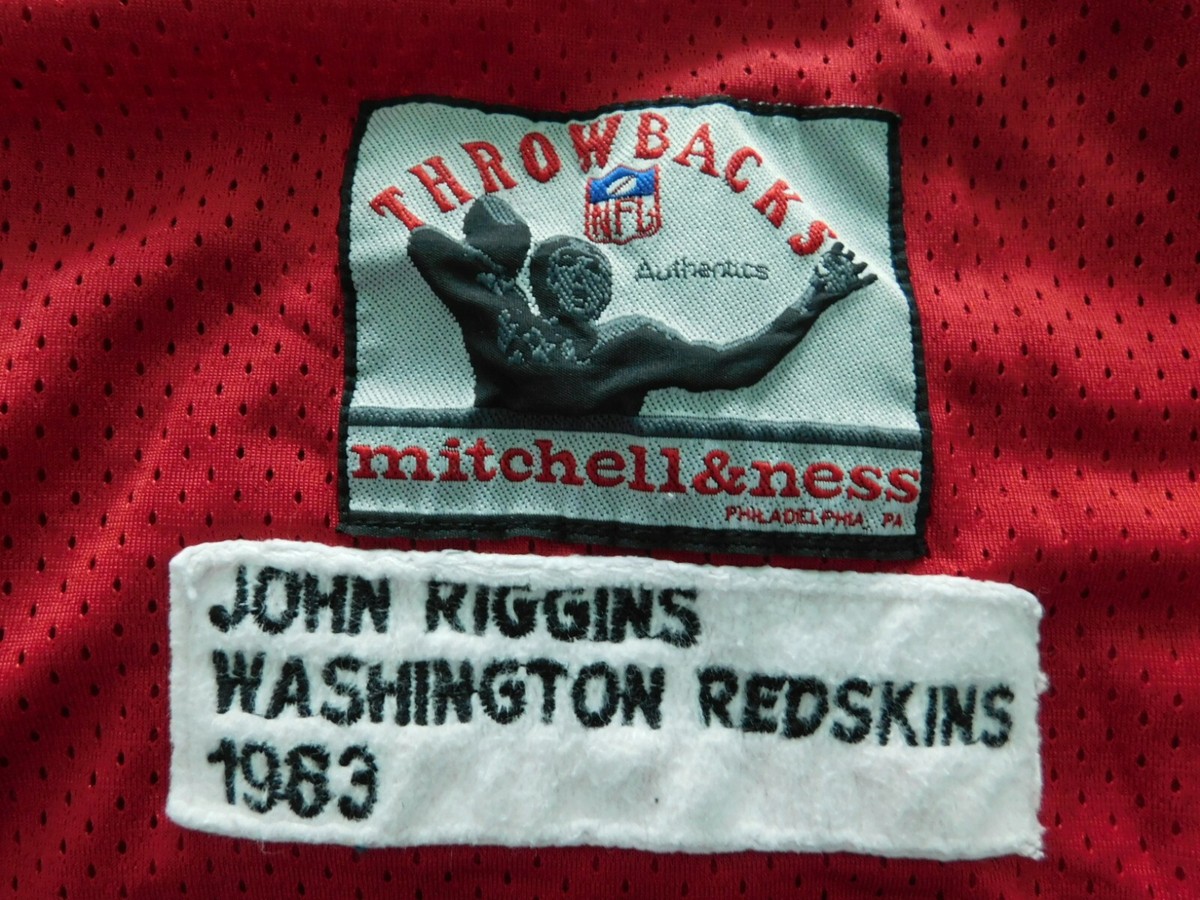 THROWBACKS
NFL
Authentics
mitchell&ness
PHILADELPHIA, PA
JOHN RIGGINS
WASHINGTON REDSKINS
1983